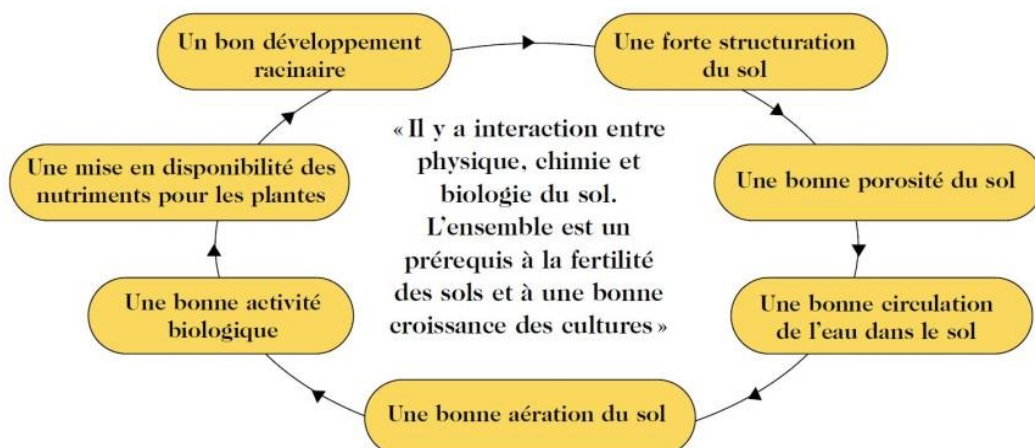 Un bon développement
racinaire
Une forte structuration
du sol
« Il y a interaction entre
physique, chimie et
biologie du sol.
L'ensemble est un
prérequis à la fertilité
des sols et à une bonne
croissance des cultures »
Une mise en disponibilité des
nutriments pour les plantes
Une bonne porosité du sol
Une bonne activité
biologique
Une bonne circulation
de l'eau dans le sol
Une bonne aération du sol